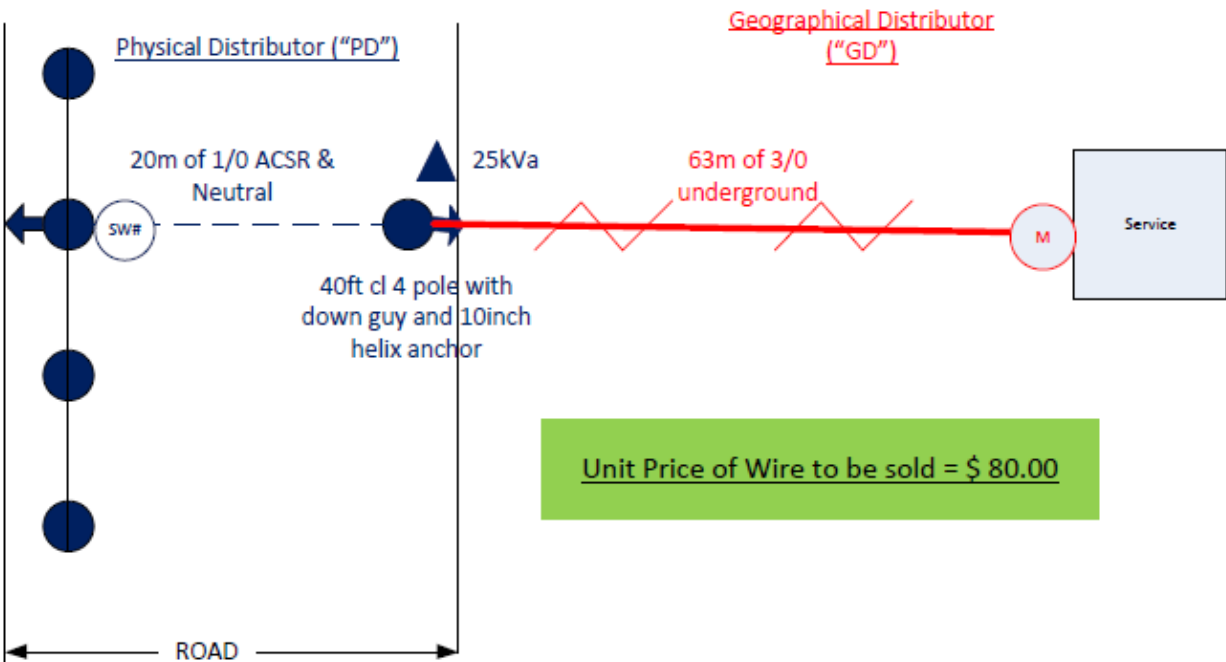 Physical Distributor ("PD")
Geographical Distributor
("GD")
20m of 1/0 ACSR &
Neutral
25kVa
63m of 3/0
underground
SW#
M
Service
40ft cl 4 pole with
down guy and 10inch
helix anchor
Unit Price of Wire to be sold = $ 80.00
ROAD